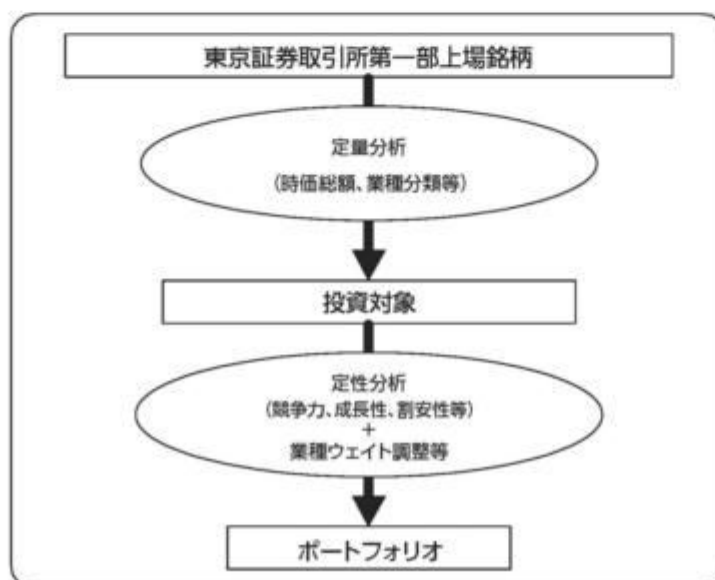 東京証券取引所第一部上場銘柄
定量分析
(時価総額、業種分類等)
投資対象
定性分析
(競争力、成長性、割安性等)
+
業種ウェイト調整等
ポートフォリオ